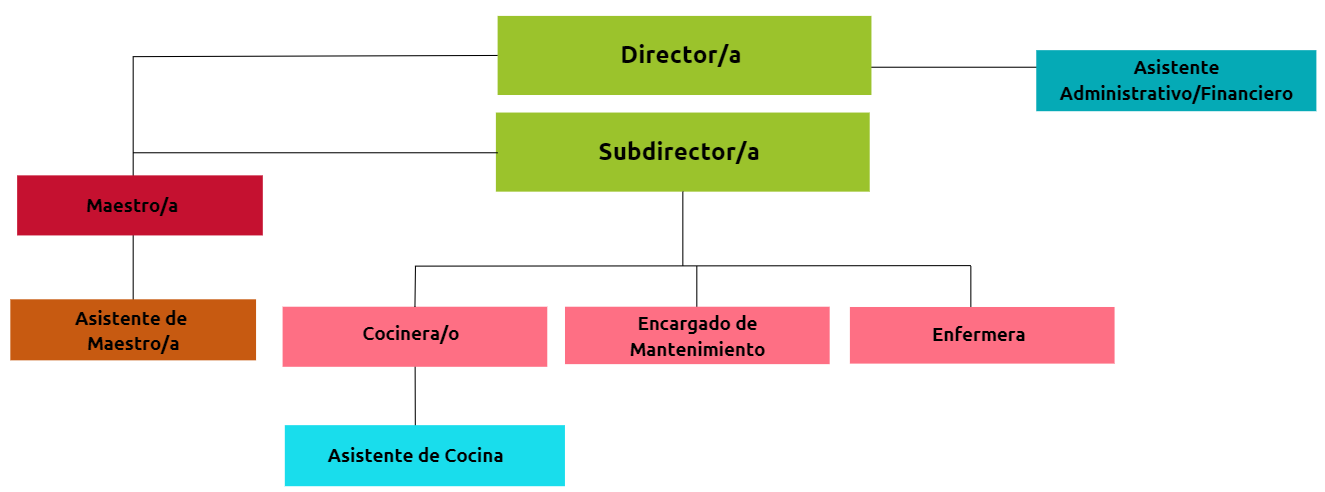 Director/a
Asistente
Administrativo/Financiero
Subdirector/a
Maestro/a
Asistente de
Maestro/a
Cocinera/o
Encargado de
Mantenimiento
Enfermera
Asistente de Cocina